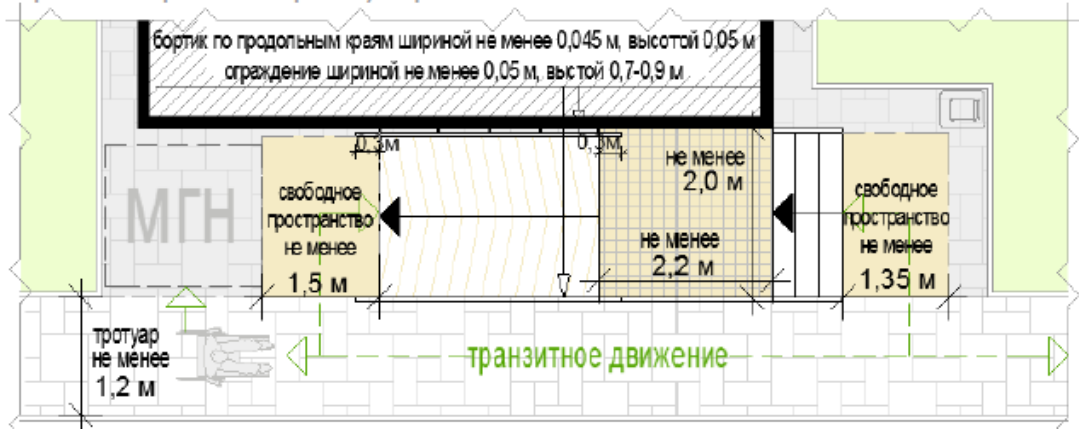 бортик по продольным краям шириной не менее 0,045 м, высотой 0,05 м
ограждение шириной не менее 0,05 м, выстой 0,7-0,9 м
0,3м
0,3м
не менее
2,0 м
МГН
свободное
пространство
не менее
1,5 м
не менее
2,2 м
свободное
пространство
не менее
1,35 м
тротуар
не менее
1,2 м
транзитное движение